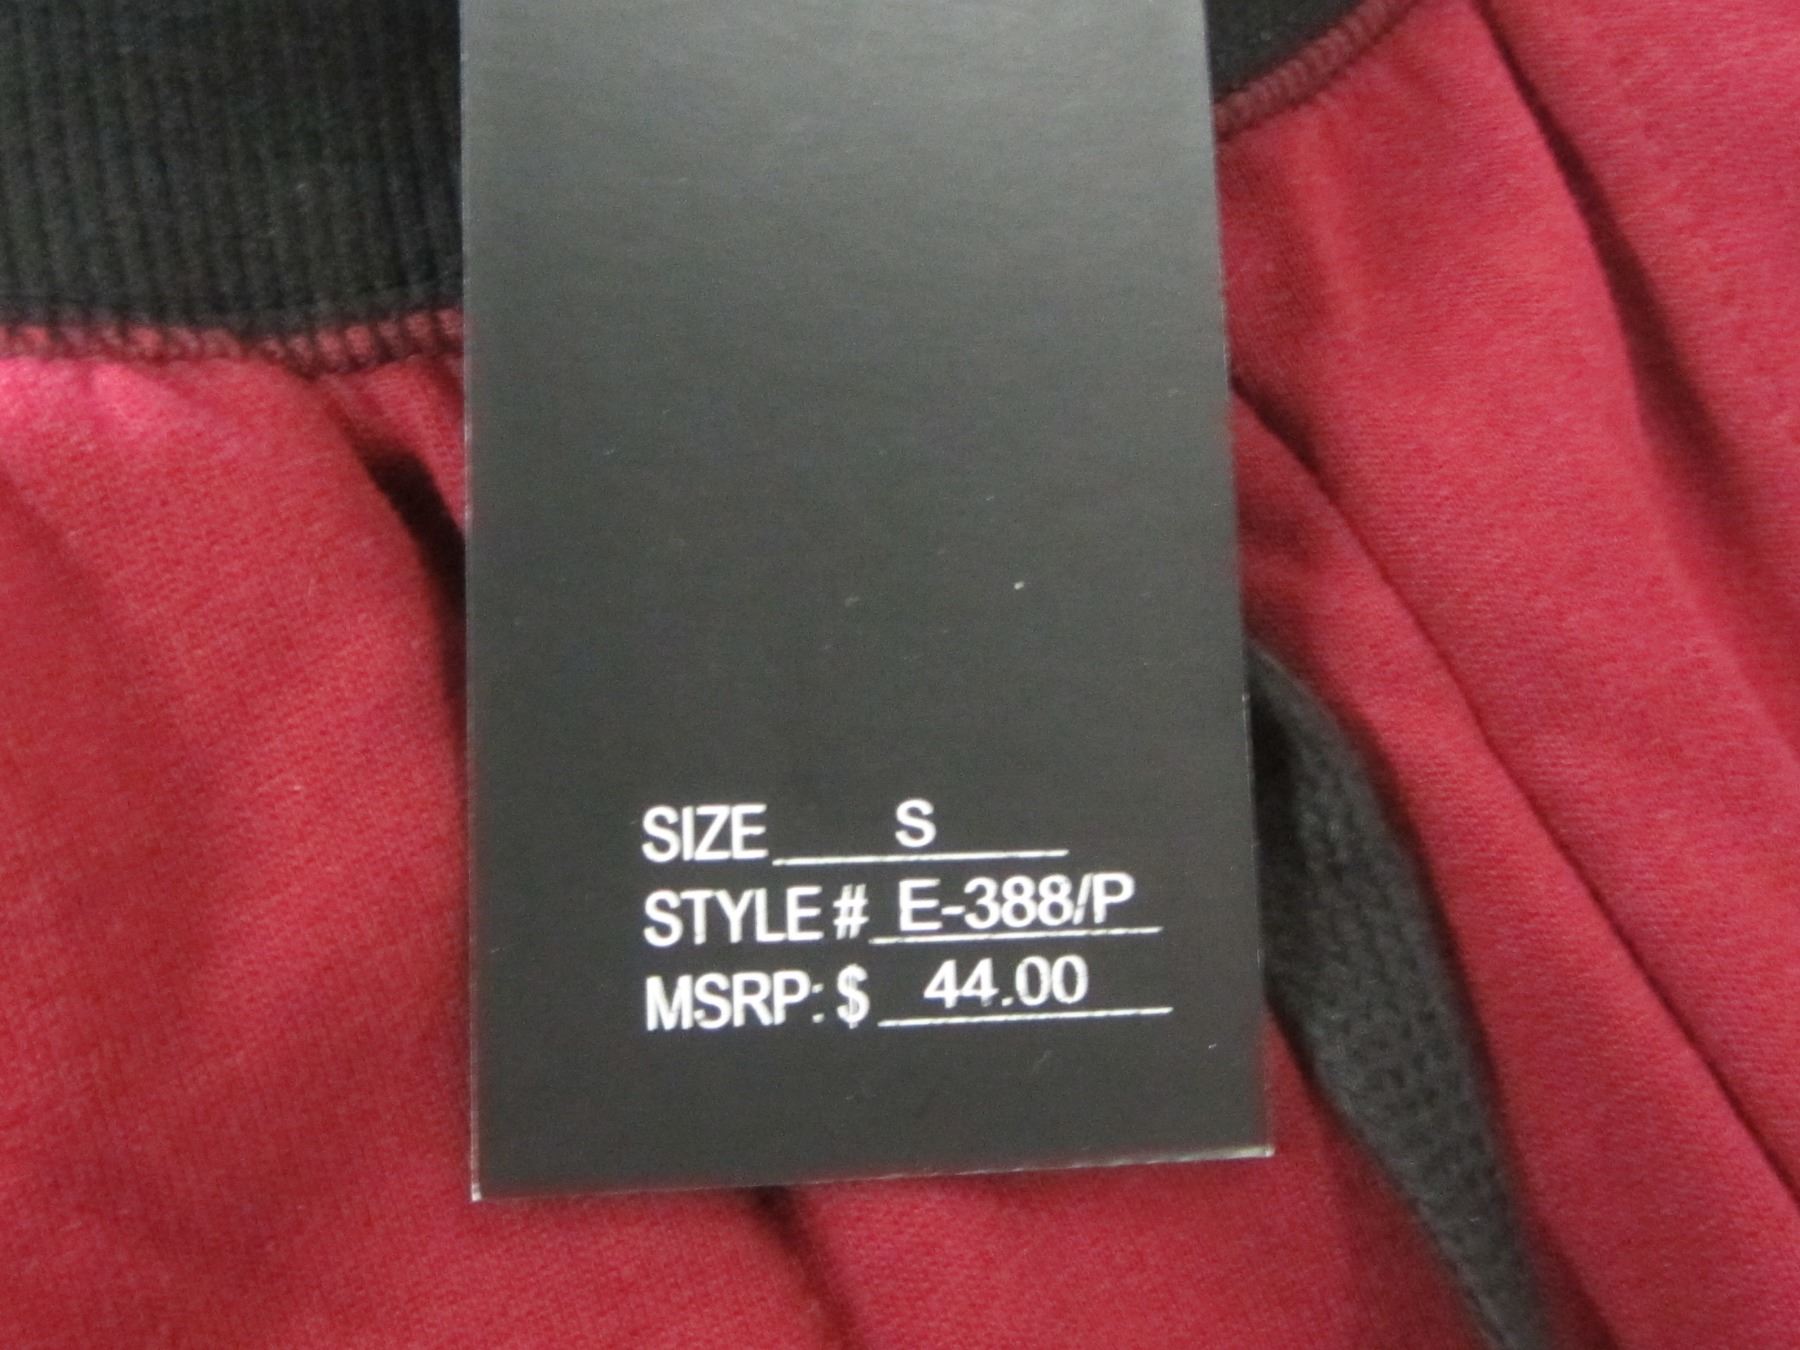 SIZE S
STYLE # E-388/P
MSRP: $ 44.00